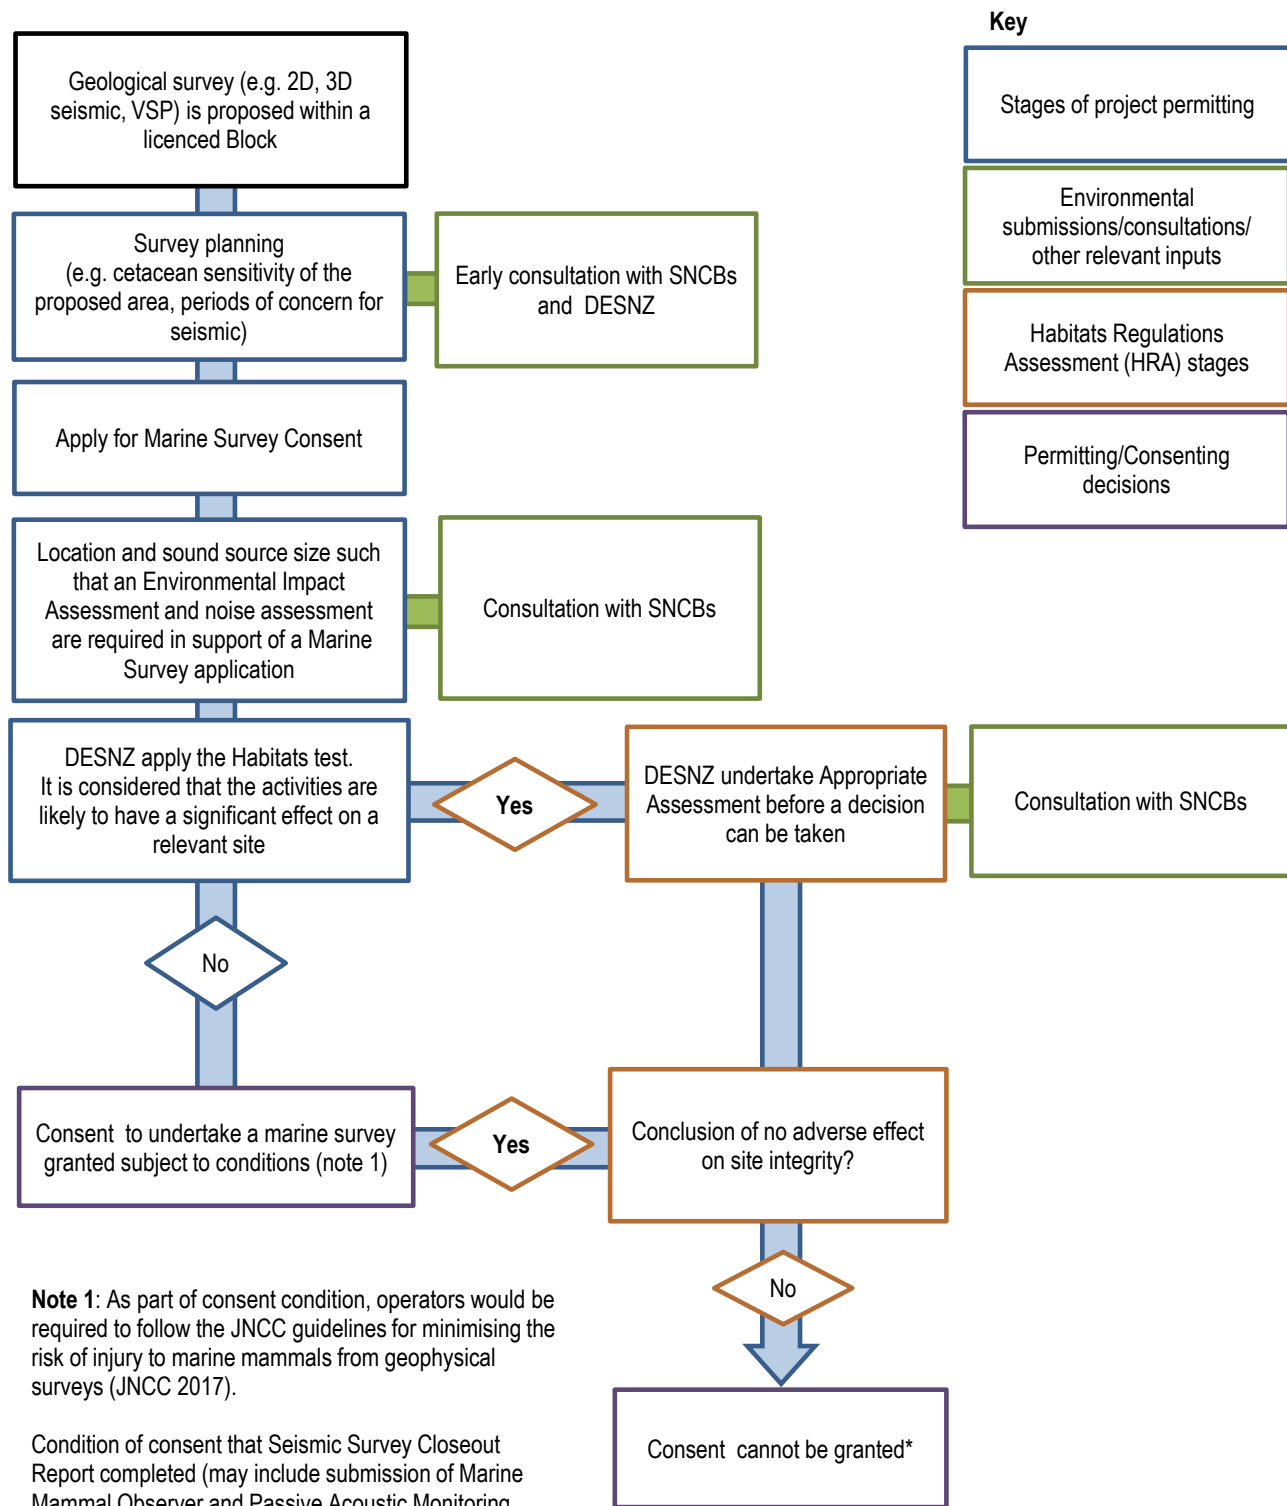 Key
Geological survey (e.g. 2D, 3D
seismic, VSP) is proposed within a
licenced Block
Stages of project permitting
Survey planning
(e.g. cetacean sensitivity of the
proposed area, periods of concern for
seismic)
Early consultation with SNCBs
and DESNZ
Environmental
submissions/consultations/
other relevant inputs
Habitats Regulations
Assessment (HRA) stages
Apply for Marine Survey Consent
Permitting/Consenting
decisions
Location and sound source size such
that an Environmental Impact
Assessment and noise assessment
are required in support of a Marine
Survey application
Consultation with SNCBs
DESNZ apply the Habitats test.
It is considered that the activities are
likely to have a significant effect on a
relevant site
Yes
DESNZ undertake Appropriate
Assessment before a decision
can be taken
Consultation with SNCBs
No
Consent to undertake a marine survey
granted subject to conditions (note 1)
Yes
Conclusion of no adverse effect
on site integrity?
No
Consent cannot be granted*
Note 1: As part of consent condition, operators would be
required to follow the JNCC guidelines for minimising the
risk of injury to marine mammals from geophysical
surveys (JNCC 2017).
Condition of consent that Seismic Survey Closeout
Report completed (may include submission of Marine
Mammal Observer and Passive Acoustic Monitoring